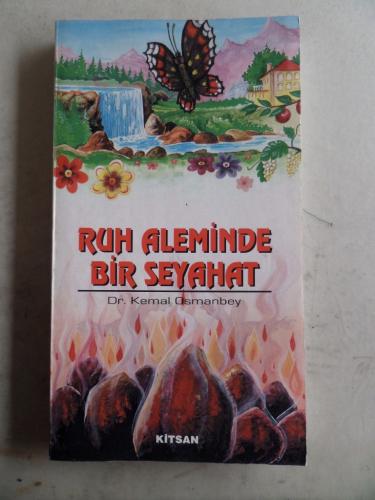 RUH ALEMİNDE
BİR SEYAHAT
Dr. Kemal Osmanbey
KİTSAN